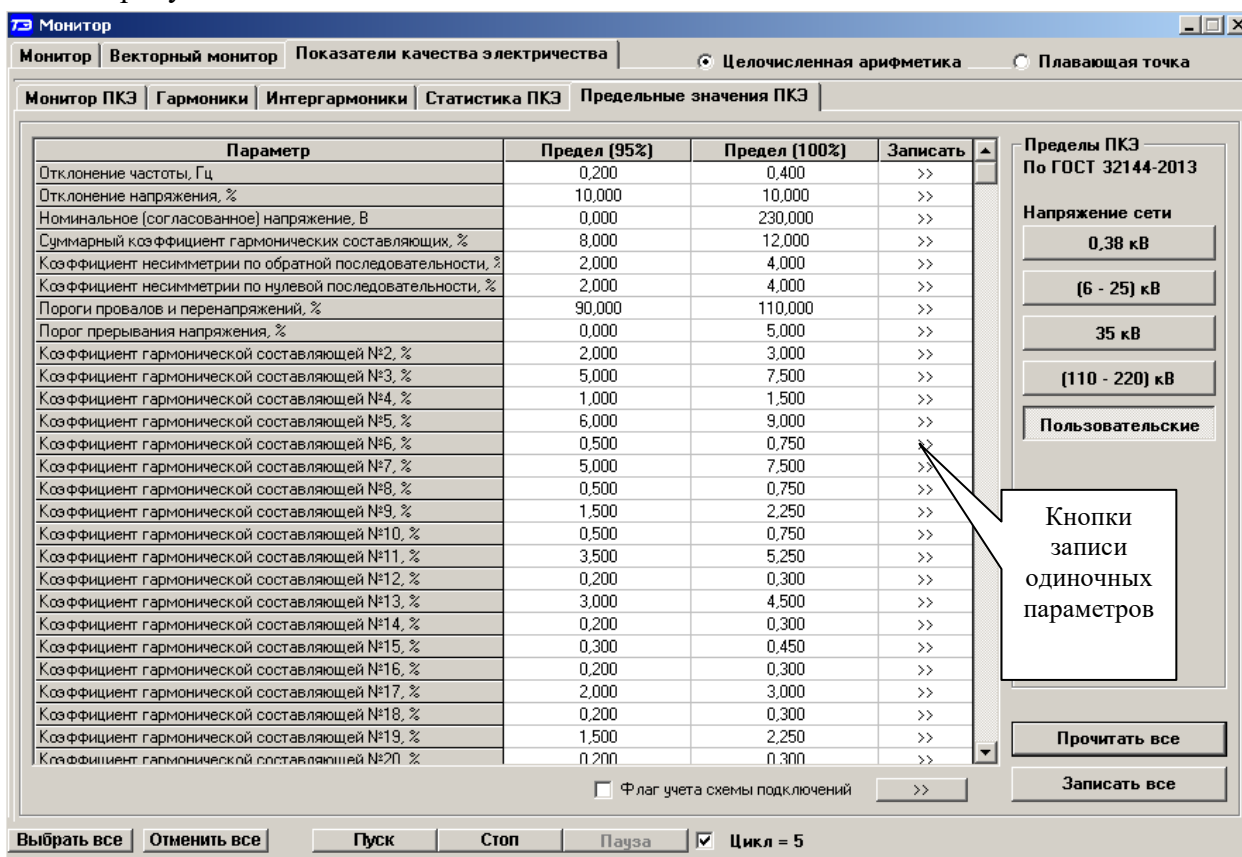 ТЭ Монитор
Монитор Векторный монитор Показатели качества электричества Целочисленная арифметика Плавающая точка
Монитор ПКЭ Гармоники Интергармоники Статистика ПКЭ Предельные значения ПКЭ
Параметр Предел (95%) Предел (100%) Записать
Отклонение частоты, Гц 0,200 0,400 >>
Отклонение напряжения, % 10,000 10,000 >>
Номинальное (согласованное) напряжение, В 0,000 230,000 >>
Суммарный коэффициент гармонических составляющих, % 8,000 12,000 >>
Коэффициент несимметрии по обратной последовательности, % 2,000 4,000 >>
Коэффициент несимметрии по нулевой последовательности, % 2,000 4,000 >>
Пороги провалов и перенапряжений, % 90,000 110,000 >>
Порог прерывания напряжения, % 0,000 5,000 >>
Коэффициент гармонической составляющей №2, % 2,000 3,000 >>
Коэффициент гармонической составляющей №3, % 5,000 7,500 >>
Коэффициент гармонической составляющей №4, % 1,000 1,500 >>
Коэффициент гармонической составляющей №5, % 6,000 9,000 >>
Коэффициент гармонической составляющей №6, % 0,500 0,750 >>
Коэффициент гармонической составляющей №7, % 5,000 7,500 >>
Коэффициент гармонической составляющей №8, % 0,500 0,750 >>
Коэффициент гармонической составляющей №9, % 1,500 2,250 >>
Коэффициент гармонической составляющей №10, % 0,500 0,750 >>
Коэффициент гармонической составляющей №11, % 3,500 5,250 >>
Коэффициент гармонической составляющей №12, % 0,200 0,300 >>
Коэффициент гармонической составляющей №13, % 3,000 4,500 >>
Коэффициент гармонической составляющей №14, % 0,200 0,300 >>
Коэффициент гармонической составляющей №15, % 0,300 0,450 >>
Коэффициент гармонической составляющей №16, % 0,200 0,300 >>
Коэффициент гармонической составляющей №17, % 2,000 3,000 >>
Коэффициент гармонической составляющей №18, % 0,200 0,300 >>
Коэффициент гармонической составляющей №19, % 1,500 2,250 >>
Коэффициент гармонической составляющей №20, % 0,200 0,300 >>
Флаг учета схемы подключений >>
Пределы ПКЭ
По ГОСТ 32144-2013
Напряжение сети
0,38 кВ
(6 - 25) кВ
35 кВ
(110 - 220) кВ
Пользовательские
Кнопки
записи
одиночных
параметров
Прочитать все
Записать все
Выбрать все Отменить все Пуск Стоп Пауза Цикл = 5